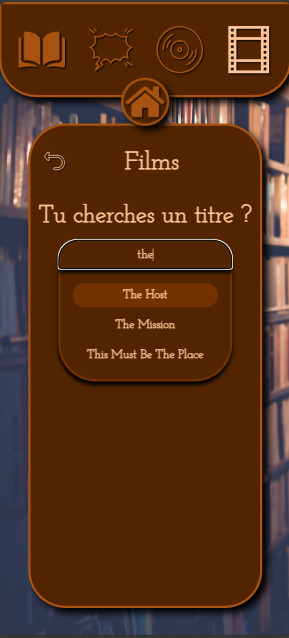 Films
Tu cherches un titre ?
the
The Host
The Mission
This Must Be The Place